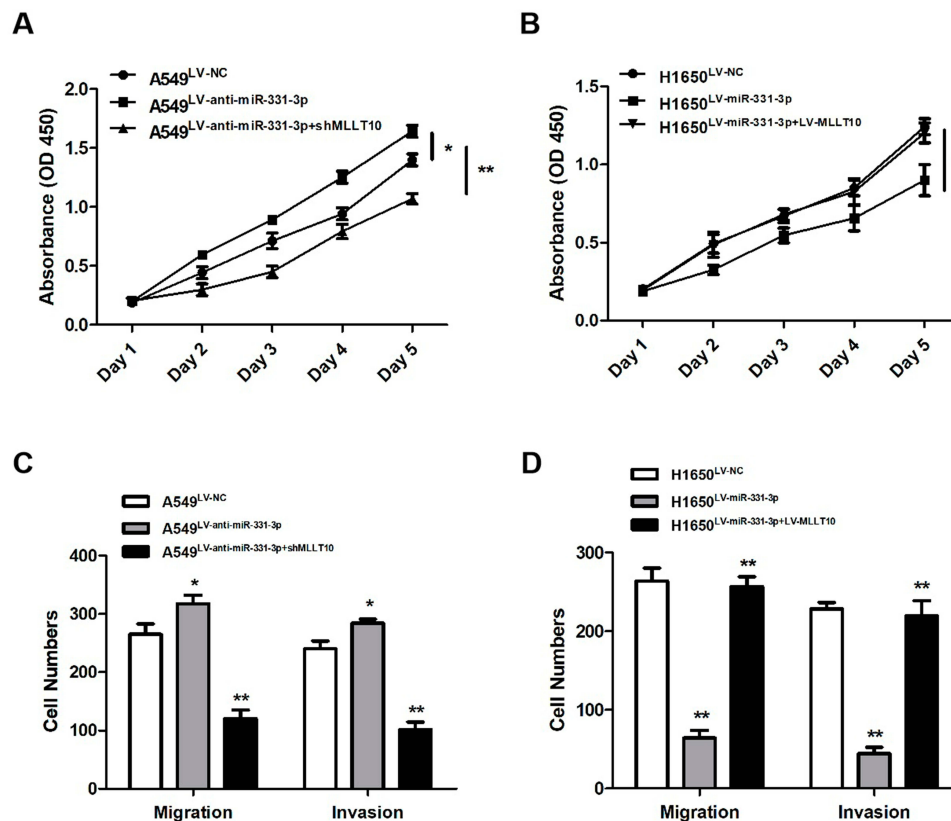 A
A549LV-NC
A549LV-anti-miR-331-3p
A549LV-anti-miR-331-3p+shMLLT10
Absorbance (OD 450)
2.0
1.5
1.0
0.5
0.0
*
**
Day 1
Day 2
Day 3
Day 4
Day 5
B
H1650LV-NC
H1650LV-miR-331-3p
H1650LV-miR-331-3p+LV-MLLT10
Absorbance (OD 450)
1.5
1.0
0.5
0.0
Day 1
Day 2
Day 3
Day 4
Day 5
C
A549LV-NC
A549LV-anti-miR-331-3p
A549LV-anti-miR-331-3p+shMLLT10
Cell Numbers
400
300
200
100
0
*
**
*
**
Migration
Invasion
D
H1650LV-NC
H1650LV-miR-331-3p
H1650LV-miR-331-3p+LV-MLLT10
Cell Numbers
300
200
100
0
**
**
**
**
Migration
Invasion